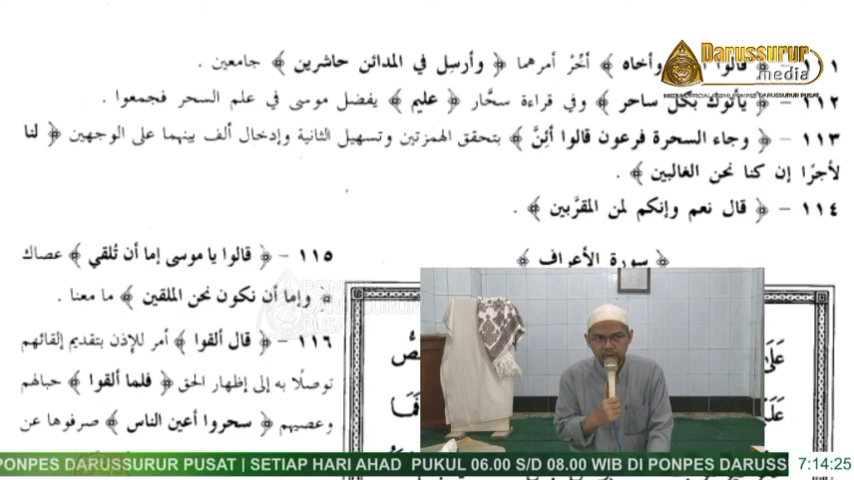 ١١١ – ﴿ قالوا وأخاه ﴾ أخّر أمرهما ﴿ وأرسِل في المدائن حاشرين ﴾ جامعين .
Darussurur
media
١١٢ – ﴿ يأتوك بكل ساحر ﴾ وفي قراءة سحَّار ﴿ عليم ﴾ يفضل موسى في علم السحر فجمعوا .
١١٣ – ﴿ وجاء السحرة فرعون قالوا أئِنَّ ﴾ بتحقق الهمزتين وتسهيل الثانية وإدخال ألف بينهما على الوجهين ﴿ لنا
لأجرًا إن كنا نحن الغالبين ﴾ .
١١٤ – ﴿ قال نعم وإنكم لمن المقرَّبين ﴾ .
﴿ سورة الأعراف ﴾
١١٥ – ﴿ قالوا يا موسى إما أن تُلقي ﴾ عصاك
﴿ وإما أن نكون نحن الملقين ﴾ ما معنا .
١١٦ – ﴿ قال ألقوا ﴾ أمر للإذن بتقديم إلقائهم
توصلًا به إلى إظهار الحق ﴿ فلما ألقوا ﴾ حبالهم
وعصيهم ﴿ سحروا أعين الناس ﴾ صرفوها عن
PONPES DARUSSURUR PUSAT | SETIAP HARI AHAD PUKUL 06.00 S/D 08.00 WIB DI PONPES DARUSS
7:14:25